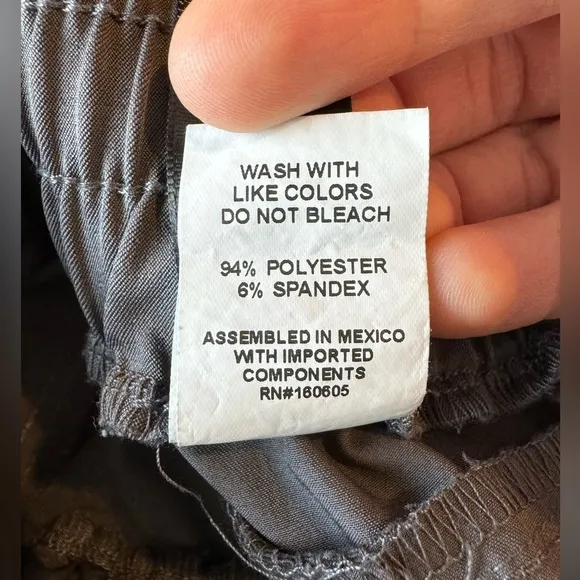 WASH WITH
LIKE COLORS
DO NOT BLEACH
94% POLYESTER
6% SPANDEX
ASSEMBLED IN MEXICO
WITH IMPORTED
COMPONENTS
RN#160605